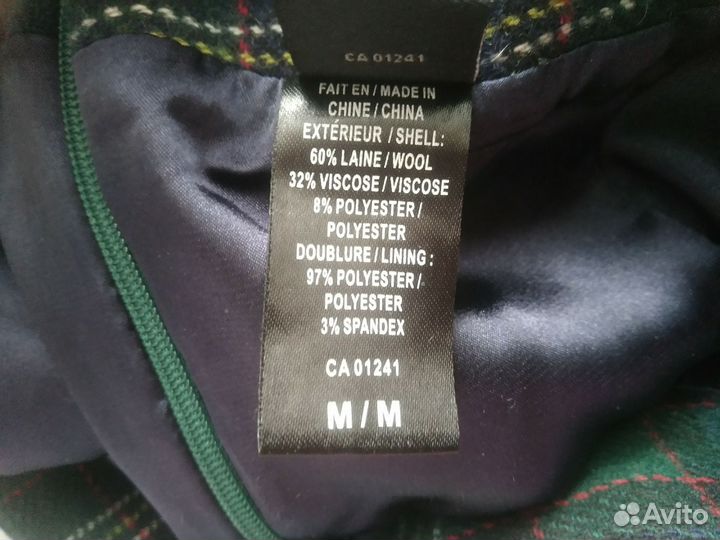 CA 01241
FAIT EN / MADE IN
CHINE / CHINA
EXTÉRIEUR / SHELL:
60% LAINE / WOOL
32% VISCOSE / VISCOSE
8% POLYESTER /
POLYESTER
DOUBLURE / LINING :
97% POLYESTER /
POLYESTER
3% SPANDEX
CA 01241
M / M
Avito